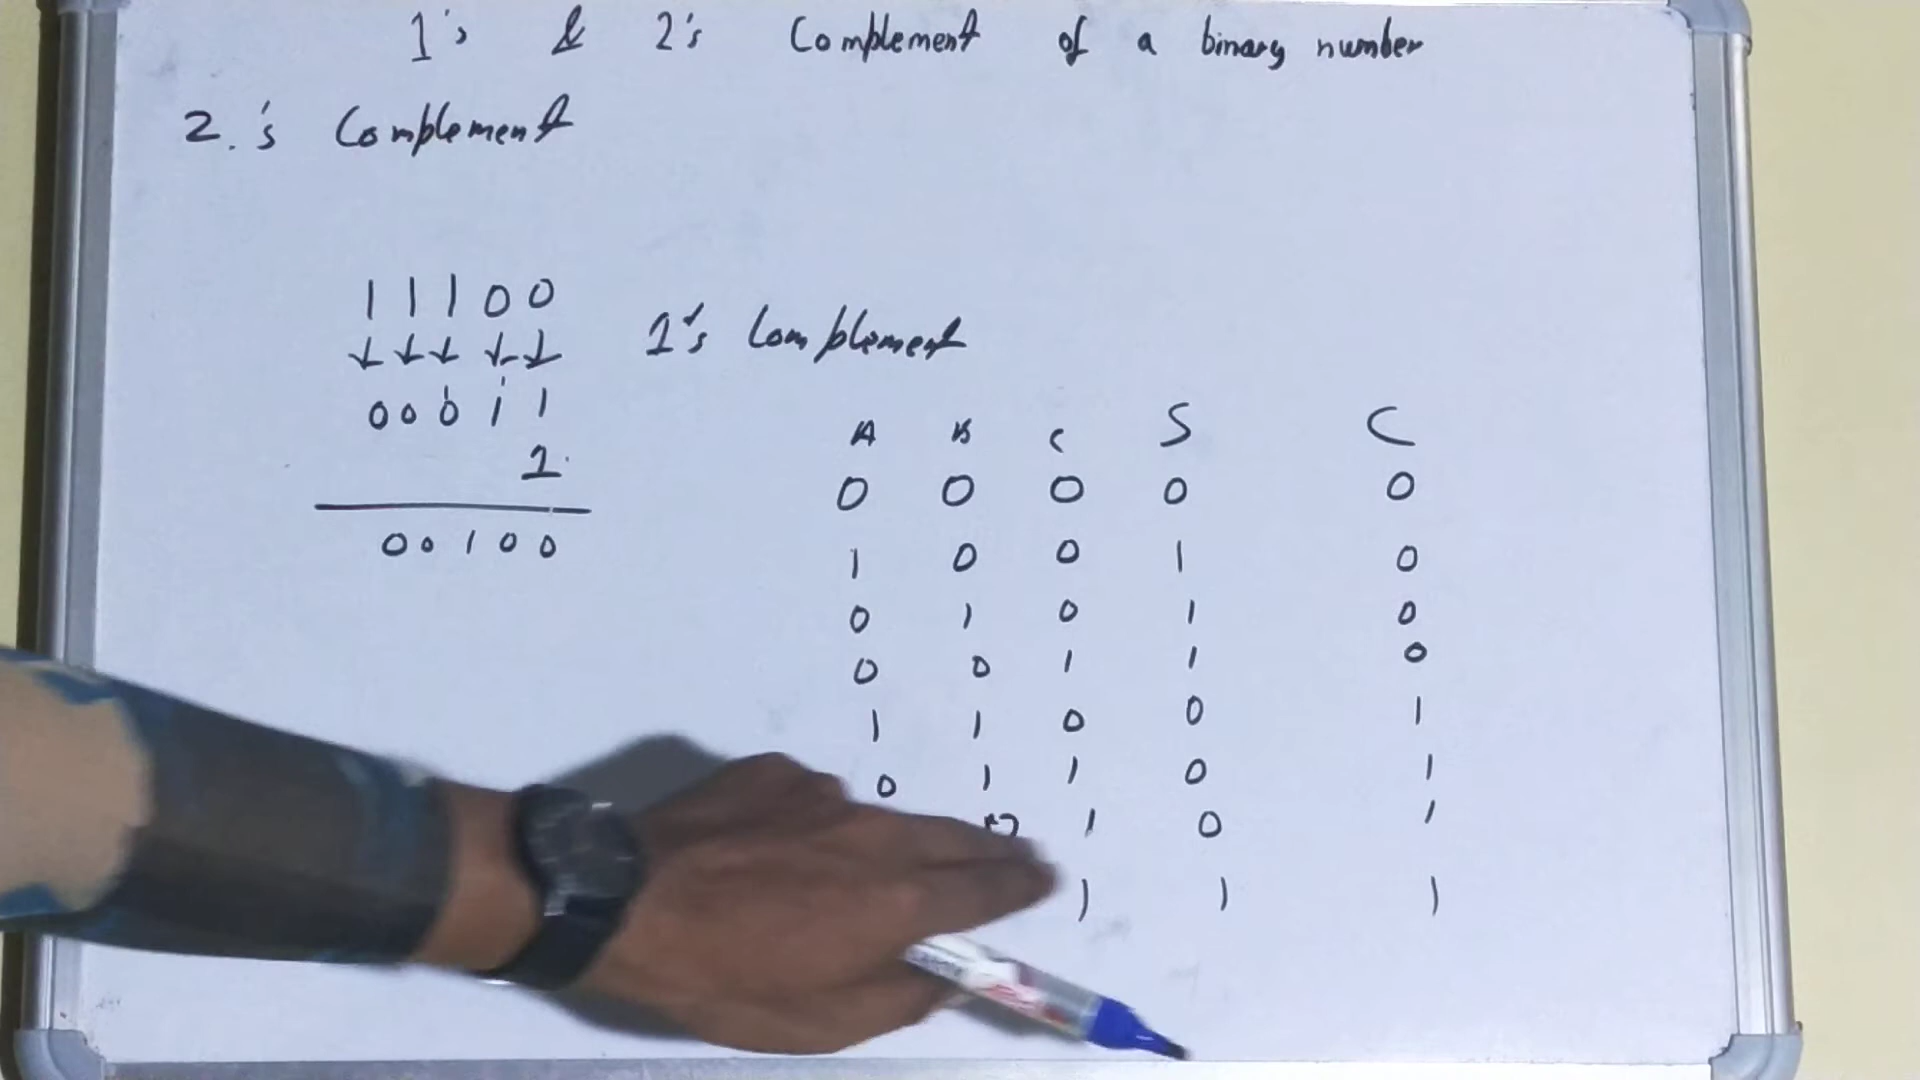 1's & 2's Complement of a binary number
2.'s Complement
1 1 1 0 0
1's Complement
0 0 0 1 1
1
0 0 1 0 0
A B C S C
0 0 0 0 0
1 0 0 1 0
0 1 0 1 0
0 0 1 1 0
1 1 0 0 1
0 1 1 0 1
0 1 0 1
1 1 1